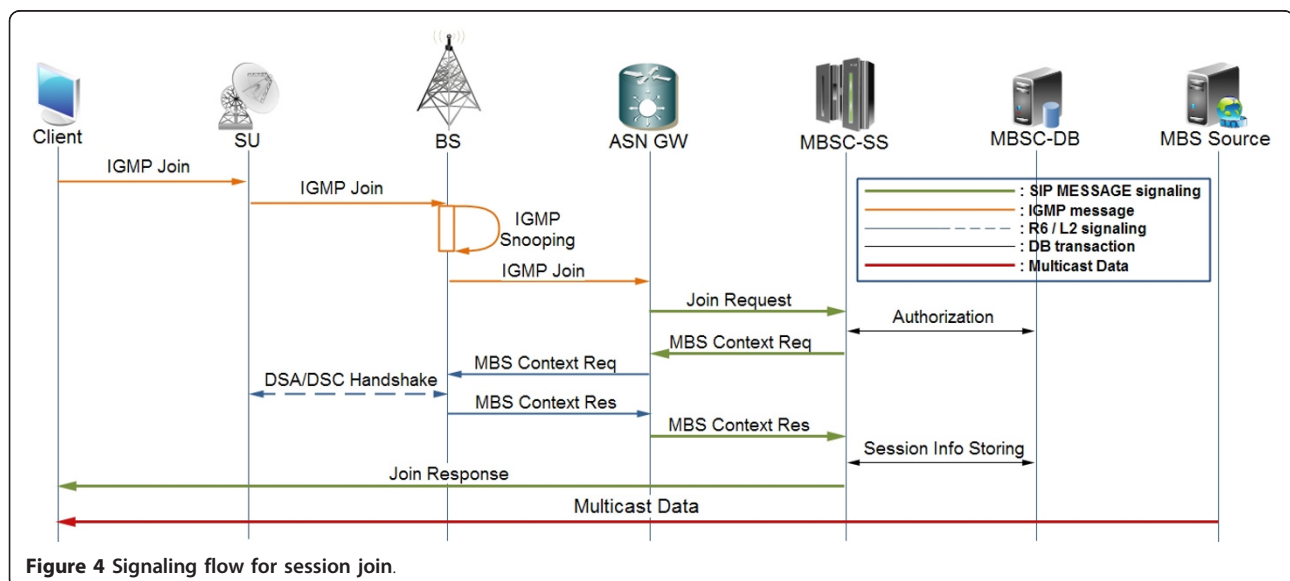 Client
SU
BS
ASN GW
MBSC-SS
MBSC-DB
MBS Source
IGMP Join
IGMP Join
: SIP MESSAGE signaling
: IGMP message
: R6 / L2 signaling
: DB transaction
: Multicast Data
IGMP
Snooping
IGMP Join
Join Request
Authorization
MBS Context Req
MBS Context Req
DSA/DSC Handshake
MBS Context Res
MBS Context Res
Session Info Storing
Join Response
Multicast Data
Figure 4 Signaling flow for session join.